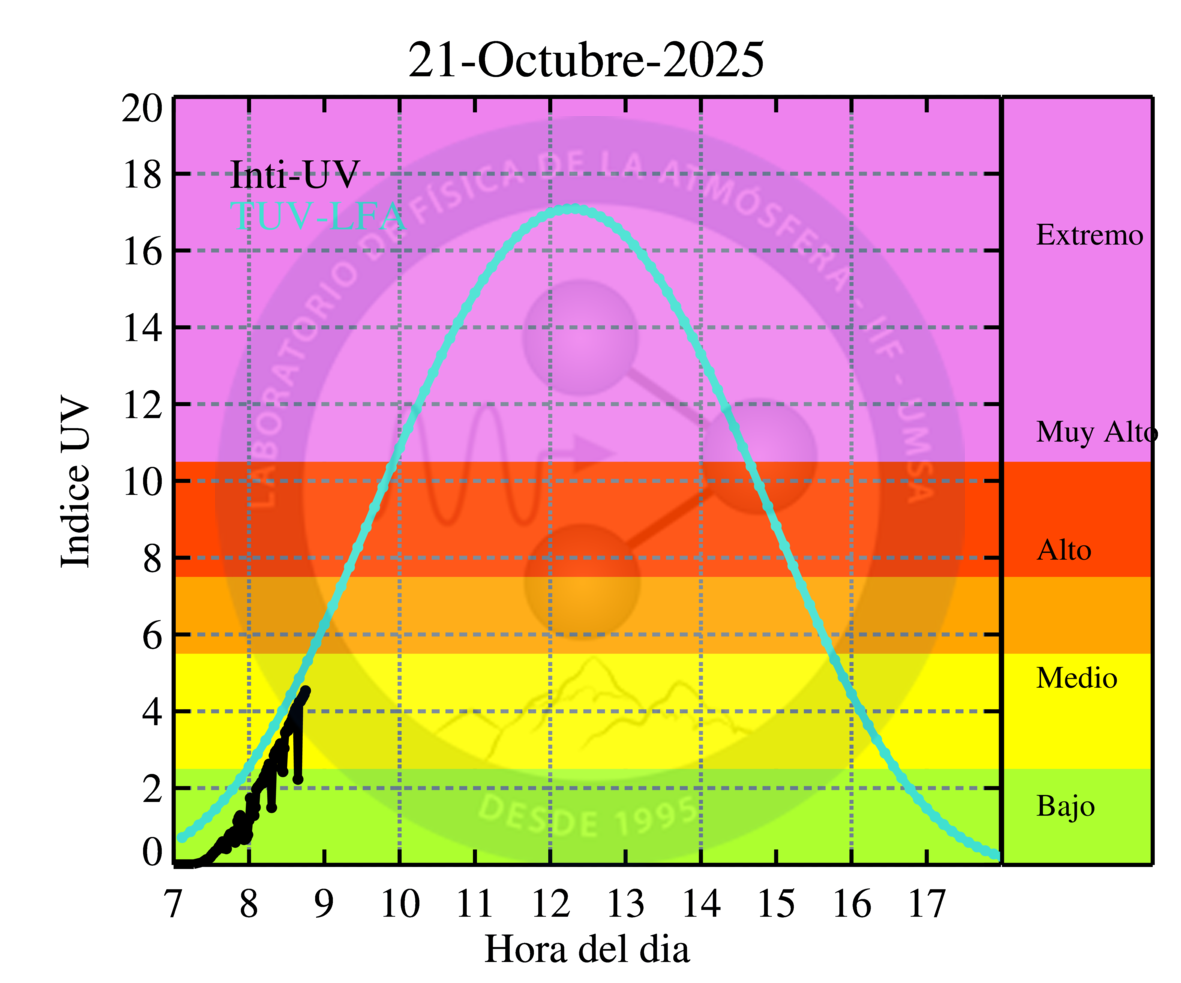 21-Octubre-2025
Inti-UV
TUV-LFA
LABORATORIO DE FÍSICA DE LA ATMÓSFERA - IIF - UMSA
DESDE 1995
Indice UV
20
18
16
14
12
10
8
6
4
2
0
Extremo
Muy Alto
Alto
Medio
Bajo
7 8 9 10 11 12 13 14 15 16 17
Hora del dia